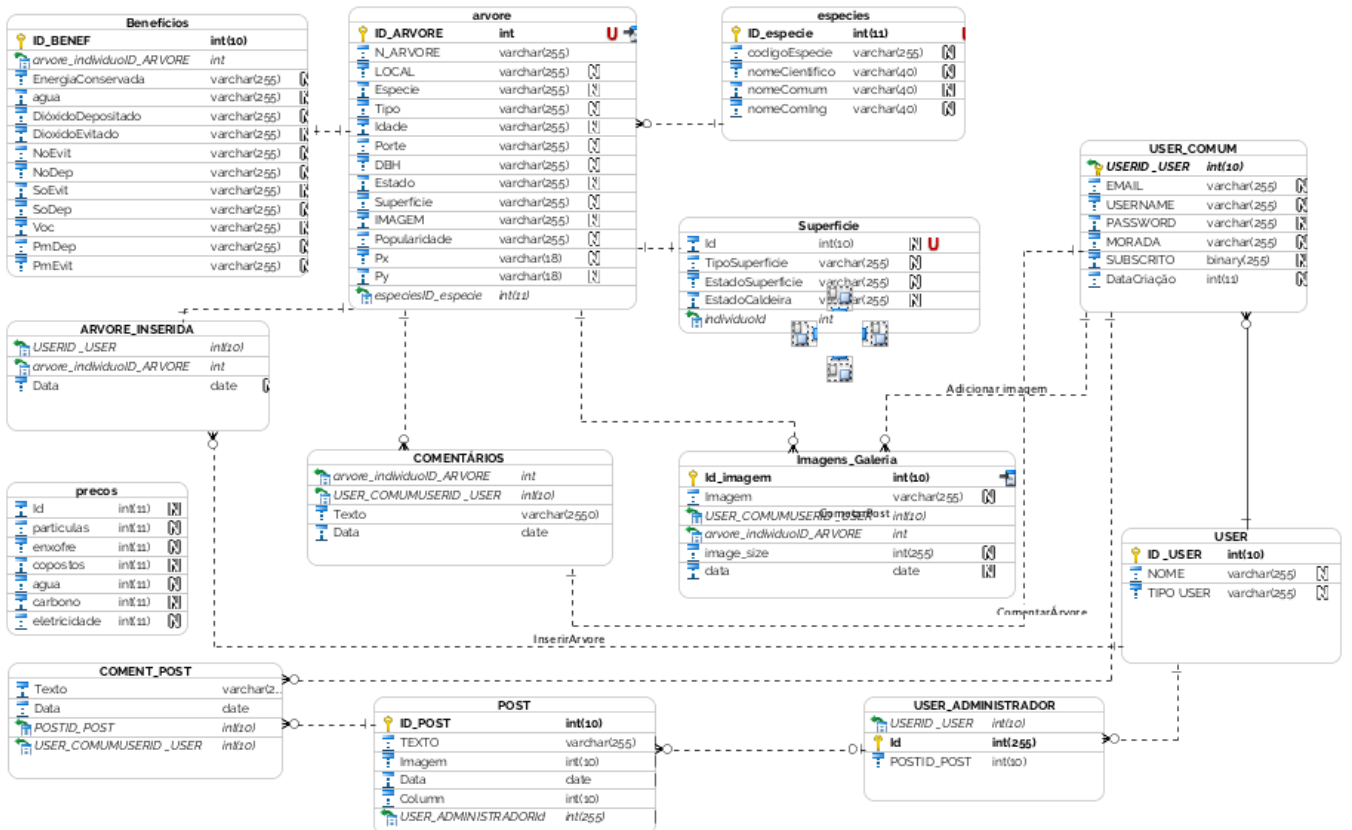 Benefícios
ID_BENEF int(10)
arvore_individuoID_ARVORE int
EnergiaConservada varchar(255)
agua varchar(255)
DióxidoDepositado varchar(255)
DioxidoEvitado varchar(255)
NoEvit varchar(255)
NoDep varchar(255)
SoEvit varchar(255)
SoDep varchar(255)
Voc varchar(255)
PmDep varchar(255)
PmEvit varchar(255)
arvore
ID_ARVORE int U
N_ARVORE varchar(255)
LOCAL varchar(255)
Especie varchar(255)
Tipo varchar(255)
Idade varchar(255)
Porte varchar(255)
DBH varchar(255)
Estado varchar(255)
Superfície varchar(255)
IMAGEM varchar(255)
Popularidade varchar(255)
Px varchar(18)
Py varchar(18)
especiesID_especie int(11)
especies
ID_especie int(11)
codigoEspecie varchar(255)
nomeCientifico varchar(40)
nomeComum varchar(40)
nomeComIng varchar(40)
USER_COMUM
USERID_USER int(10)
EMAIL varchar(255)
USERNAME varchar(255)
PASSWORD varchar(255)
MORADA varchar(255)
SUBSCRITO binary(255)
DataCriação int(11)
Superfície
Id int(10) U
TipoSuperfície varchar(255)
EstadoSuperfície varchar(255)
EstadoCaldeira varchar(255)
individuoId int
ARVORE_INSERIDA
USERID_USER int(10)
arvore_individuoID_ARVORE int
Data date
Adicionar imagem
COMENTÁRIOS
arvore_individuoID_ARVORE int
USER_COMUMUSERID_USER int(10)
Texto varchar(2550)
Data date
Imagens_Galeria
Id_imagem int(10)
Imagem varchar(255)
ComentarPost
USER_COMUMUSERID_USER int(10)
arvore_individuoID_ARVORE int
image_size int(255)
data date
precos
Id int(11)
particulas int(11)
enxofre int(11)
copostos int(11)
agua int(11)
carbono int(11)
eletricidade int(11)
USER
ID_USER int(10)
NOME varchar(255)
TIPO USER varchar(255)
ComentarÁrvore
InserirArvore
COMENT_POST
Texto varchar(2...
Data date
POSTID_POST int(10)
USER_COMUMUSERID_USER int(10)
POST
ID_POST int(10)
TEXTO varchar(255)
Imagem int(10)
Data date
Column int(10)
USER_ADMINISTRADORId int(255)
USER_ADMINISTRADOR
USERID_USER int(10)
Id int(255)
POSTID_POST int(10)